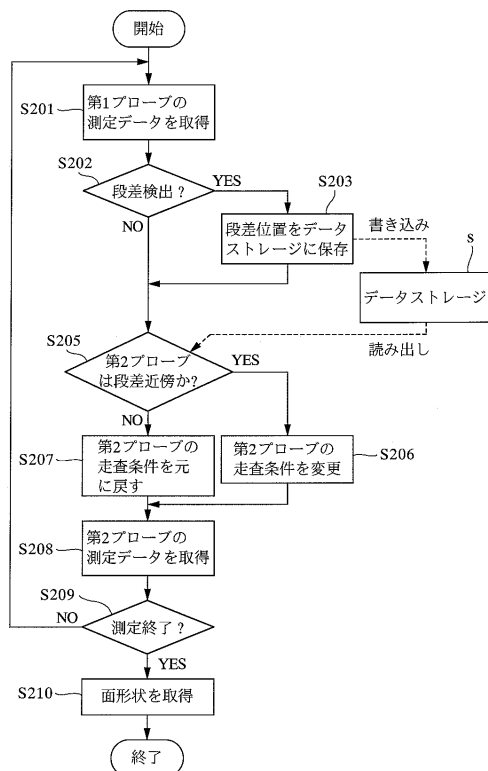 開始
S201
第1プローブの
測定データを取得
S202
段差検出？
YES
NO
S203
段差位置をデータ
ストレージに保存
書き込み
s
データストレージ
読み出し
S205
第2プローブ
は段差近傍か?
YES
NO
S207
第2プローブの
走査条件を元
に戻す
第2プローブの
走査条件を変更
S206
S208
第2プローブの
測定データを取得
S209
NO
測定終了？
YES
S210
面形状を取得
終了